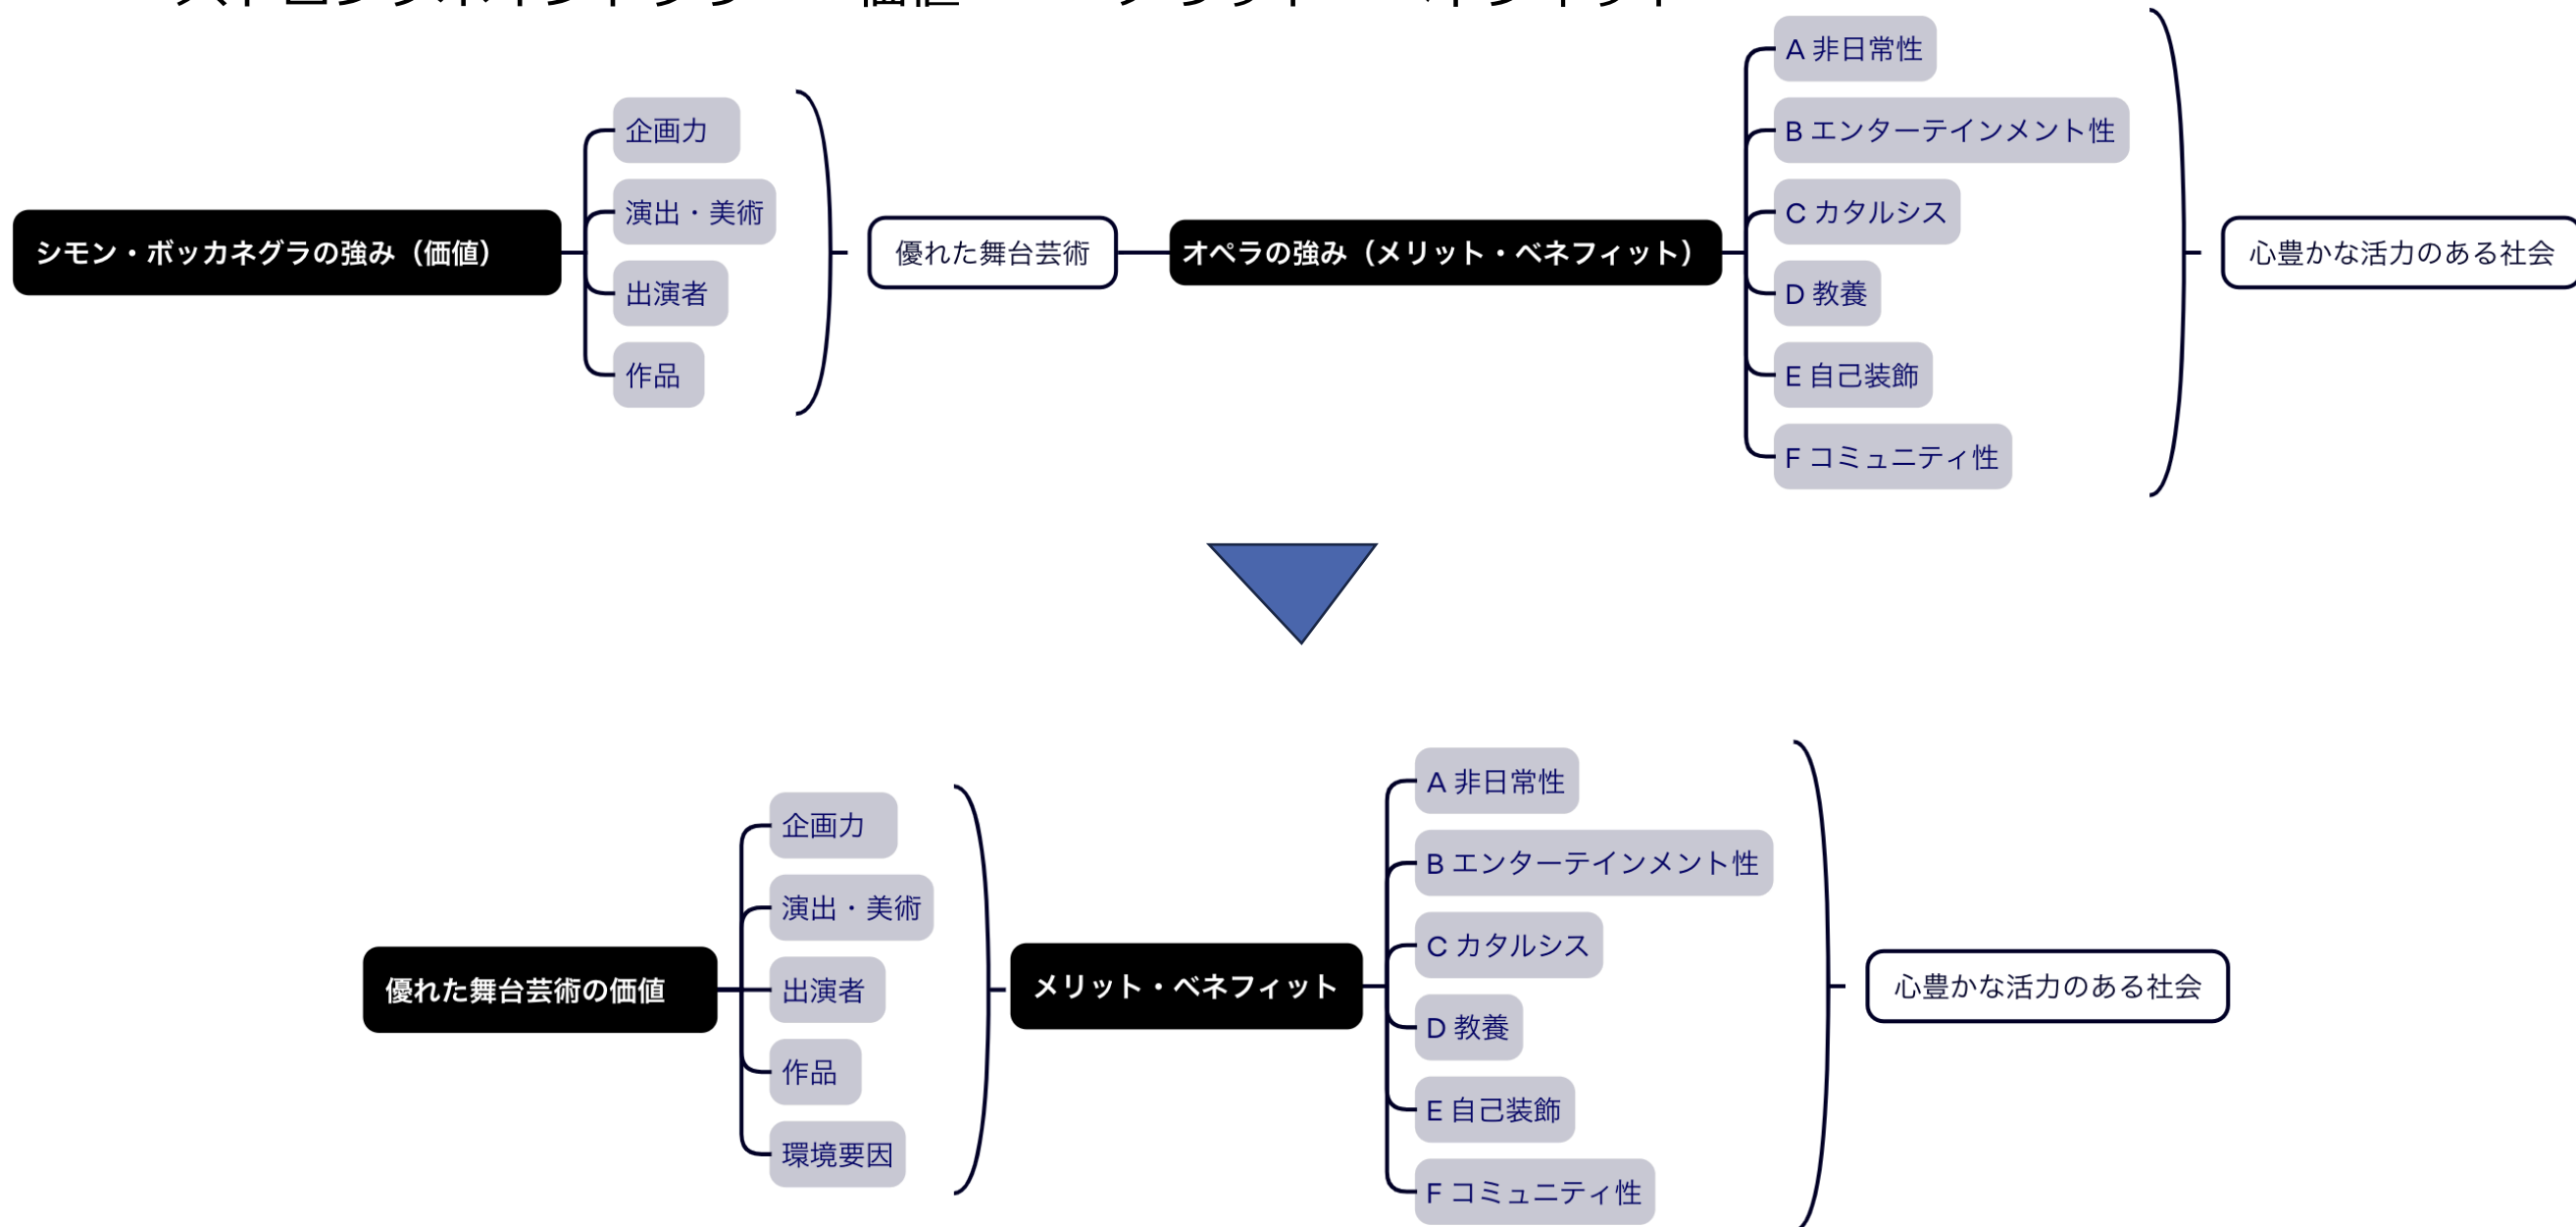 シモン・ボッカネグラの強み（価値）
企画力
演出・美術
出演者
作品
優れた舞台芸術
オペラの強み（メリット・ベネフィット）
A 非日常性
B エンターテインメント性
C カタルシス
D 教養
E 自己装飾
F コミュニティ性
心豊かな活力のある社会
優れた舞台芸術の価値
企画力
演出・美術
出演者
作品
環境要因
メリット・ベネフィット
A 非日常性
B エンターテインメント性
C カタルシス
D 教養
E 自己装飾
F コミュニティ性
心豊かな活力のある社会